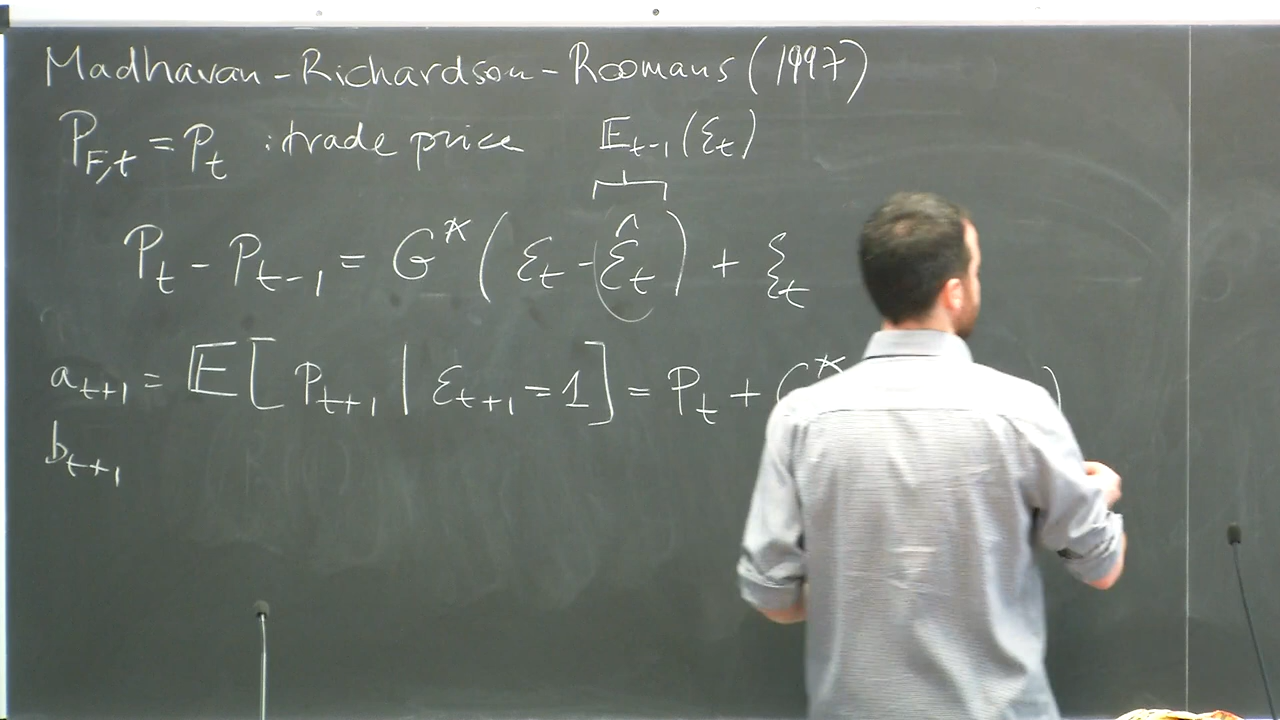 Madhavan-Richardson-Roomans (1997)
P_{F,t} = P_t : trade price 𝔼_{t-1}(ε_t)
P_t - P_{t-1} = G^*(ε_t - \hat{ε}_t) + ξ_t
a_{t+1} = 𝔼[P_{t+1} | ε_{t+1} = 1] = P_t + G^* )
b_{t+1}